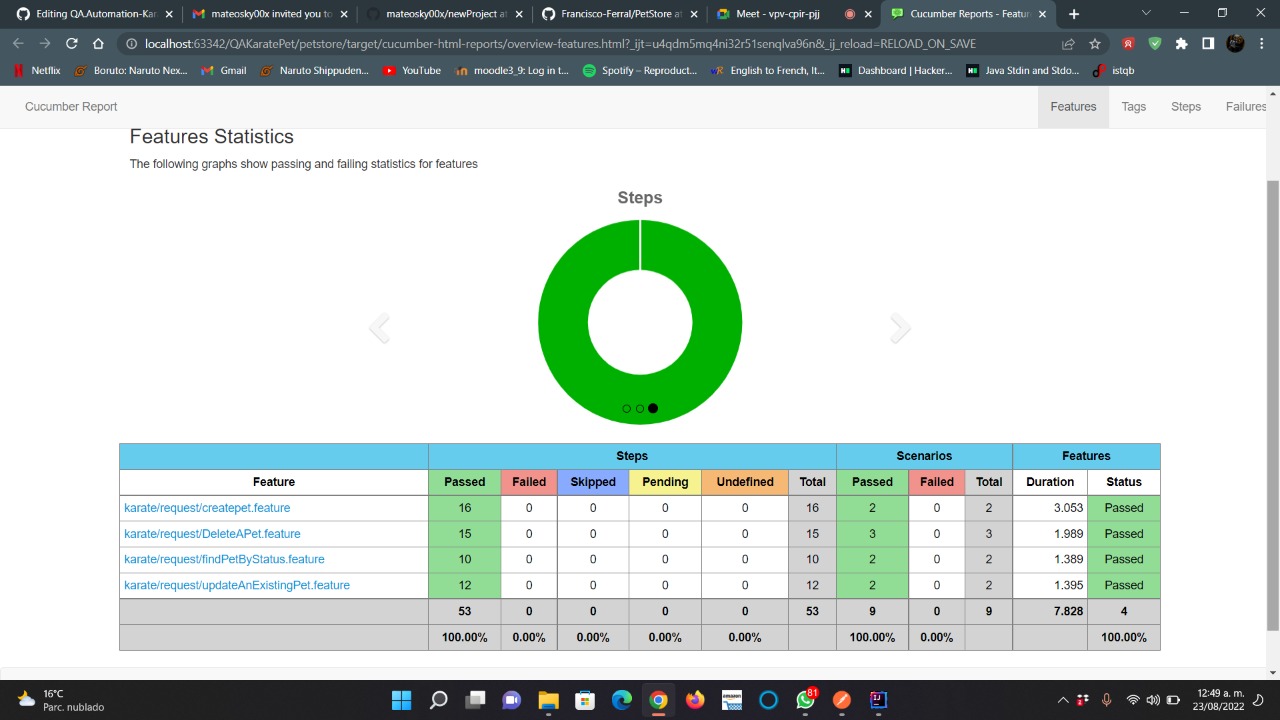 Editing QA.Automation-Kar
mateosky00x invited you to
mateosky00x/newProject at
Francisco-Ferral/PetStore at
Meet - vpv-cpir-pjj
Cucumber Reports - Featur
localhost:63342/QAKaratePet/petstore/target/cucumber-html-reports/overview-features.html?_ijt=u4qdm5mq4ni32r51senqlva96n&_ij_reload=RELOAD_ON_SAVE
Netflix Boruto: Naruto Nex... Gmail Naruto Shippuden... YouTube moodle3_9: Log in t... Spotify – Reproduct... English to French, It... Dashboard | Hacker... Java Stdin and Stdo... istqb
Cucumber Report Features Tags Steps Failures
Features Statistics
The following graphs show passing and failing statistics for features
Steps
Steps Scenarios Features
Feature Passed Failed Skipped Pending Undefined Total Passed Failed Total Duration Status
karate/request/createpet.feature 16 0 0 0 0 16 2 0 2 3.053 Passed
karate/request/DeleteAPet.feature 15 0 0 0 0 15 3 0 3 1.989 Passed
karate/request/findPetByStatus.feature 10 0 0 0 0 10 2 0 2 1.389 Passed
karate/request/updateAnExistingPet.feature 12 0 0 0 0 12 2 0 2 1.395 Passed
53 0 0 0 0 53 9 0 9 7.828 4
100.00% 0.00% 0.00% 0.00% 0.00% 100.00% 0.00% 100.00%
16°C
Parc. nublado
81
12:49 a. m.
23/08/2022